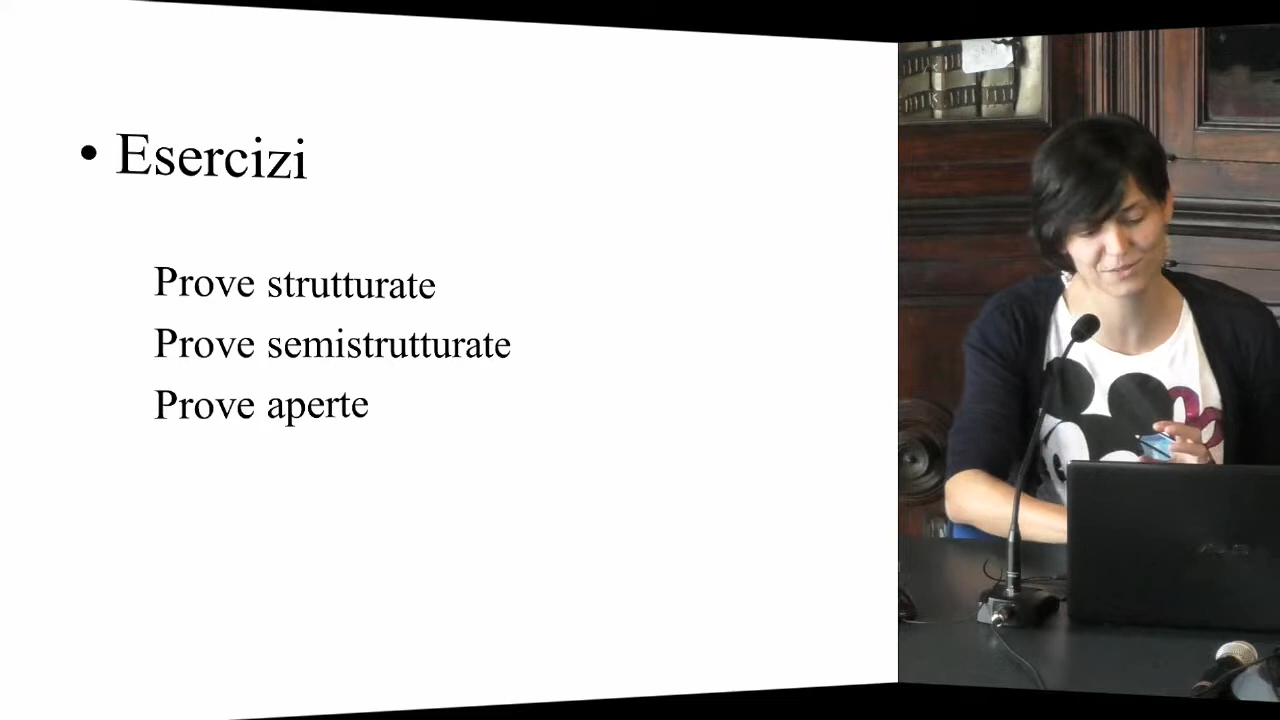 • Esercizi
Prove strutturate
Prove semistrutturate
Prove aperte